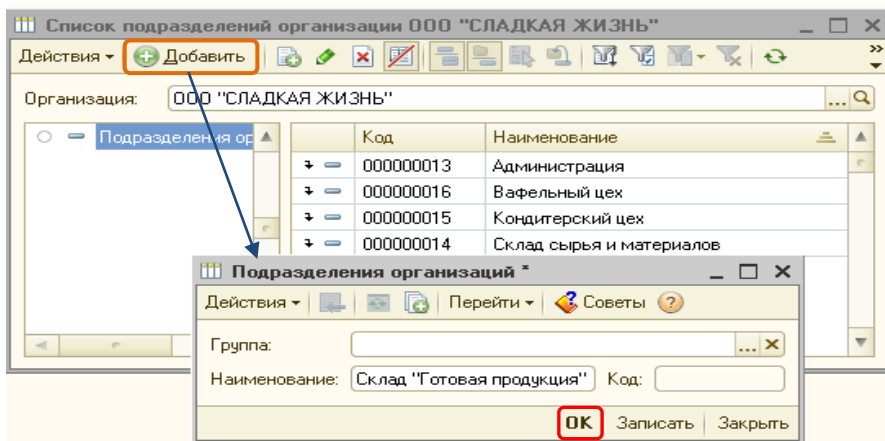 Список подразделений организации ООО "СЛАДКАЯ ЖИЗНЬ"
Действия Добавить
Организация: ООО "СЛАДКАЯ ЖИЗНЬ" ...
Подразделения ор Код Наименование
000000013 Администрация
000000016 Вафельный цех
000000015 Кондитерский цех
000000014 Склад сырья и материалов
Подразделения организаций *
Действия Перейти Советы ?
Группа: ...
Наименование: Склад "Готовая продукция" Код:
OK Записать Закрыть